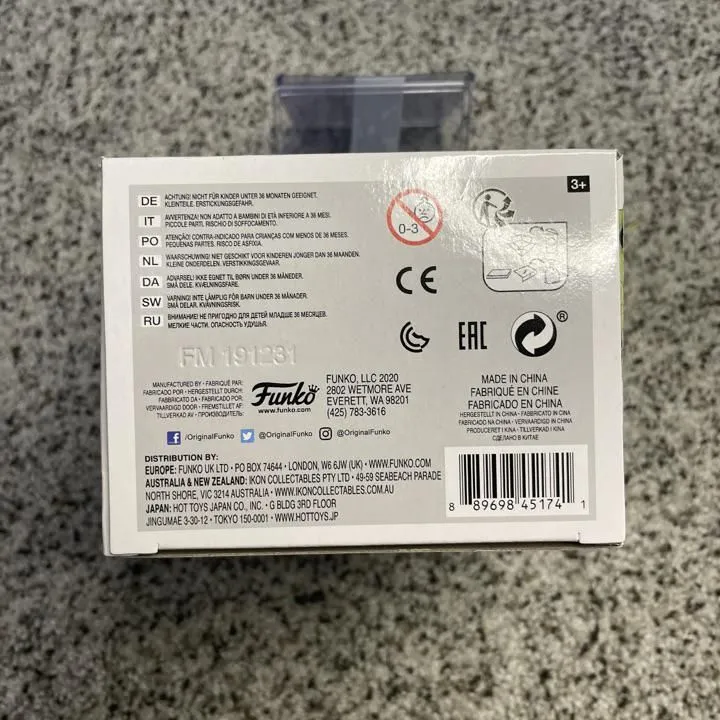 3+
DE ACHTUNG! NICHT FÜR KINDER UNTER 36 MONATEN GEEIGNET.
KLEINTEILE. ERSTICKUNGSGEFAHR.
IT AVVERTENZA! NON ADATTO A BAMBINI DI ETÀ INFERIORE A 36 MESI.
PICCOLE PARTI. RISCHIO DI SOFFOCAMENTO.
PO ATENÇÃO! CONTRA-INDICADO PARA CRIANÇAS COM MENOS DE 36 MESES.
PEQUENAS PARTES. RISCO DE ASFIXIA.
NL WAARSCHUWING! NIET GESCHIKT VOOR KINDEREN JONGER DAN 36 MAANDEN.
KLEINE ONDERDELEN. VERSTIKKINGSGEVAAR.
DA ADVARSEL! IKKE EGNET TIL BØRN UNDER 36 MÅNEDER.
SMÅ DELE. KVÆLNINGSFARE.
SW VARNING! INTE LÄMPLIG FÖR BARN UNDER 36 MÅNADER.
SMÅ DELAR. KVÄVNINGSRISK.
RU ВНИМАНИЕ! НЕ ПРИГОДНО ДЛЯ ДЕТЕЙ МЛАДШЕ 36 МЕСЯЦЕВ.
МЕЛКИЕ ЧАСТИ. ОПАСНОСТЬ УДУШЬЯ.
0-3
CE
EAC
®
FM 191231
MANUFACTURED BY • FABRIQUÉ PAR:
FABRICADO POR • HERGESTELLT DURCH:
FABBRICATO DA • FABRICADO POR:
VERVAARDIGD DOOR • FREMSTILLET AF:
TILLVERKAD AV • ПРОИЗВОДИТЕЛЬ:
Funko
www.funko.com
FUNKO, LLC 2020
2802 WETMORE AVE
EVERETT, WA 98201
(425) 783-3616
MADE IN CHINA
FABRIQUÉ EN CHINE
FABRICADO EN CHINA
HERGESTELLT IN CHINA • FABBRICATO IN CINA
FABRICADO NA CHINA • VERVAARDIGD IN CHINA
PRODUCERET I KINA • TILLVERKAD I KINA
СДЕЛАНО В КИТАЕ
/OriginalFunko @OriginalFunko @OriginalFunko
DISTRIBUTION BY:
EUROPE: FUNKO UK LTD • PO BOX 74644 • LONDON, W6 6JW (UK) • WWW.FUNKO.COM
AUSTRALIA & NEW ZEALAND: IKON COLLECTABLES PTY LTD • 49-59 SEABEACH PARADE
NORTH SHORE, VIC 3214 AUSTRALIA • WWW.IKONCOLLECTABLES.COM.AU
JAPAN: HOT TOYS JAPAN CO., INC. • G BLDG 3RD FLOOR
JINGUMAE 3-30-12 • TOKYO 150-0001 • WWW.HOTTOYS.JP
8 89698 45174 1